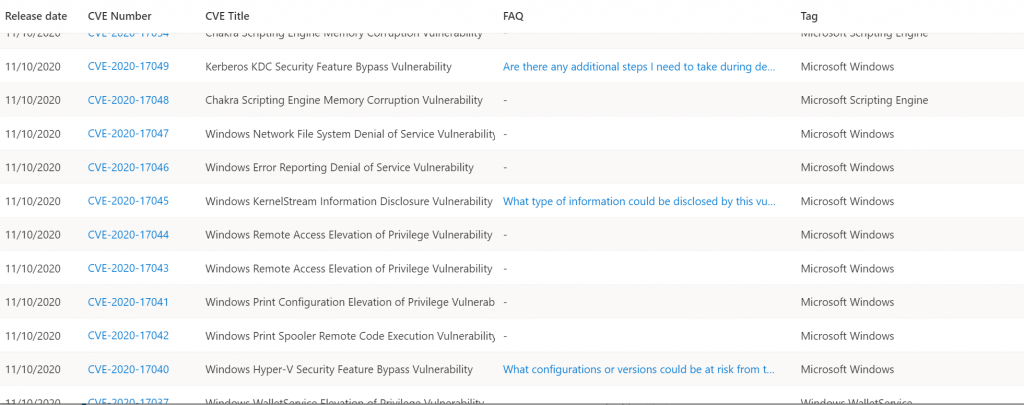 Release date CVE Number CVE Title FAQ Tag
11/10/2020 CVE-2020-17054 Chakra Scripting Engine Memory Corruption Vulnerability - Microsoft Scripting Engine
11/10/2020 CVE-2020-17049 Kerberos KDC Security Feature Bypass Vulnerability Are there any additional steps I need to take during de... Microsoft Windows
11/10/2020 CVE-2020-17048 Chakra Scripting Engine Memory Corruption Vulnerability - Microsoft Scripting Engine
11/10/2020 CVE-2020-17047 Windows Network File System Denial of Service Vulnerability - Microsoft Windows
11/10/2020 CVE-2020-17046 Windows Error Reporting Denial of Service Vulnerability - Microsoft Windows
11/10/2020 CVE-2020-17045 Windows KernelStream Information Disclosure Vulnerability What type of information could be disclosed by this vu... Microsoft Windows
11/10/2020 CVE-2020-17044 Windows Remote Access Elevation of Privilege Vulnerability - Microsoft Windows
11/10/2020 CVE-2020-17043 Windows Remote Access Elevation of Privilege Vulnerability - Microsoft Windows
11/10/2020 CVE-2020-17041 Windows Print Configuration Elevation of Privilege Vulnerab - Microsoft Windows
11/10/2020 CVE-2020-17042 Windows Print Spooler Remote Code Execution Vulnerability - Microsoft Windows
11/10/2020 CVE-2020-17040 Windows Hyper-V Security Feature Bypass Vulnerability What configurations or versions could be at risk from t... Microsoft Windows
11/10/2020 CVE-2020-17037 Windows WalletService Elevation of Privilege Vulnerability - Windows WalletService